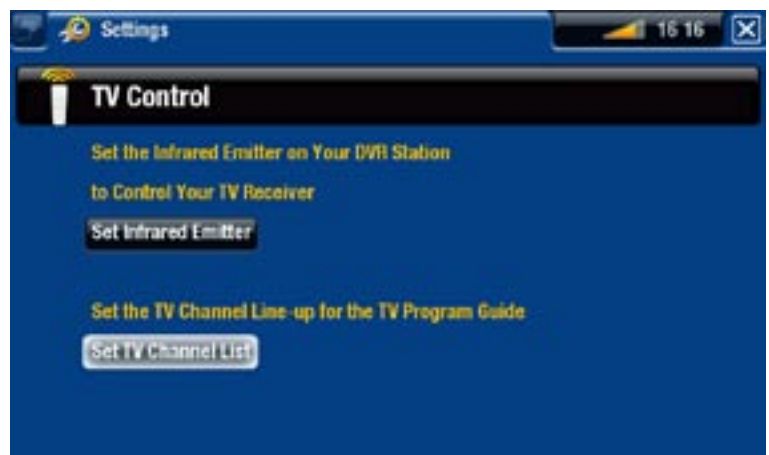 Settings
16 16
TV Control
Set the Infrared Emitter on Your DVR Station
to Control Your TV Receiver
Set Infrared Emitter
Set the TV Channel Line-up for the TV Program Guide
Set TV Channel List